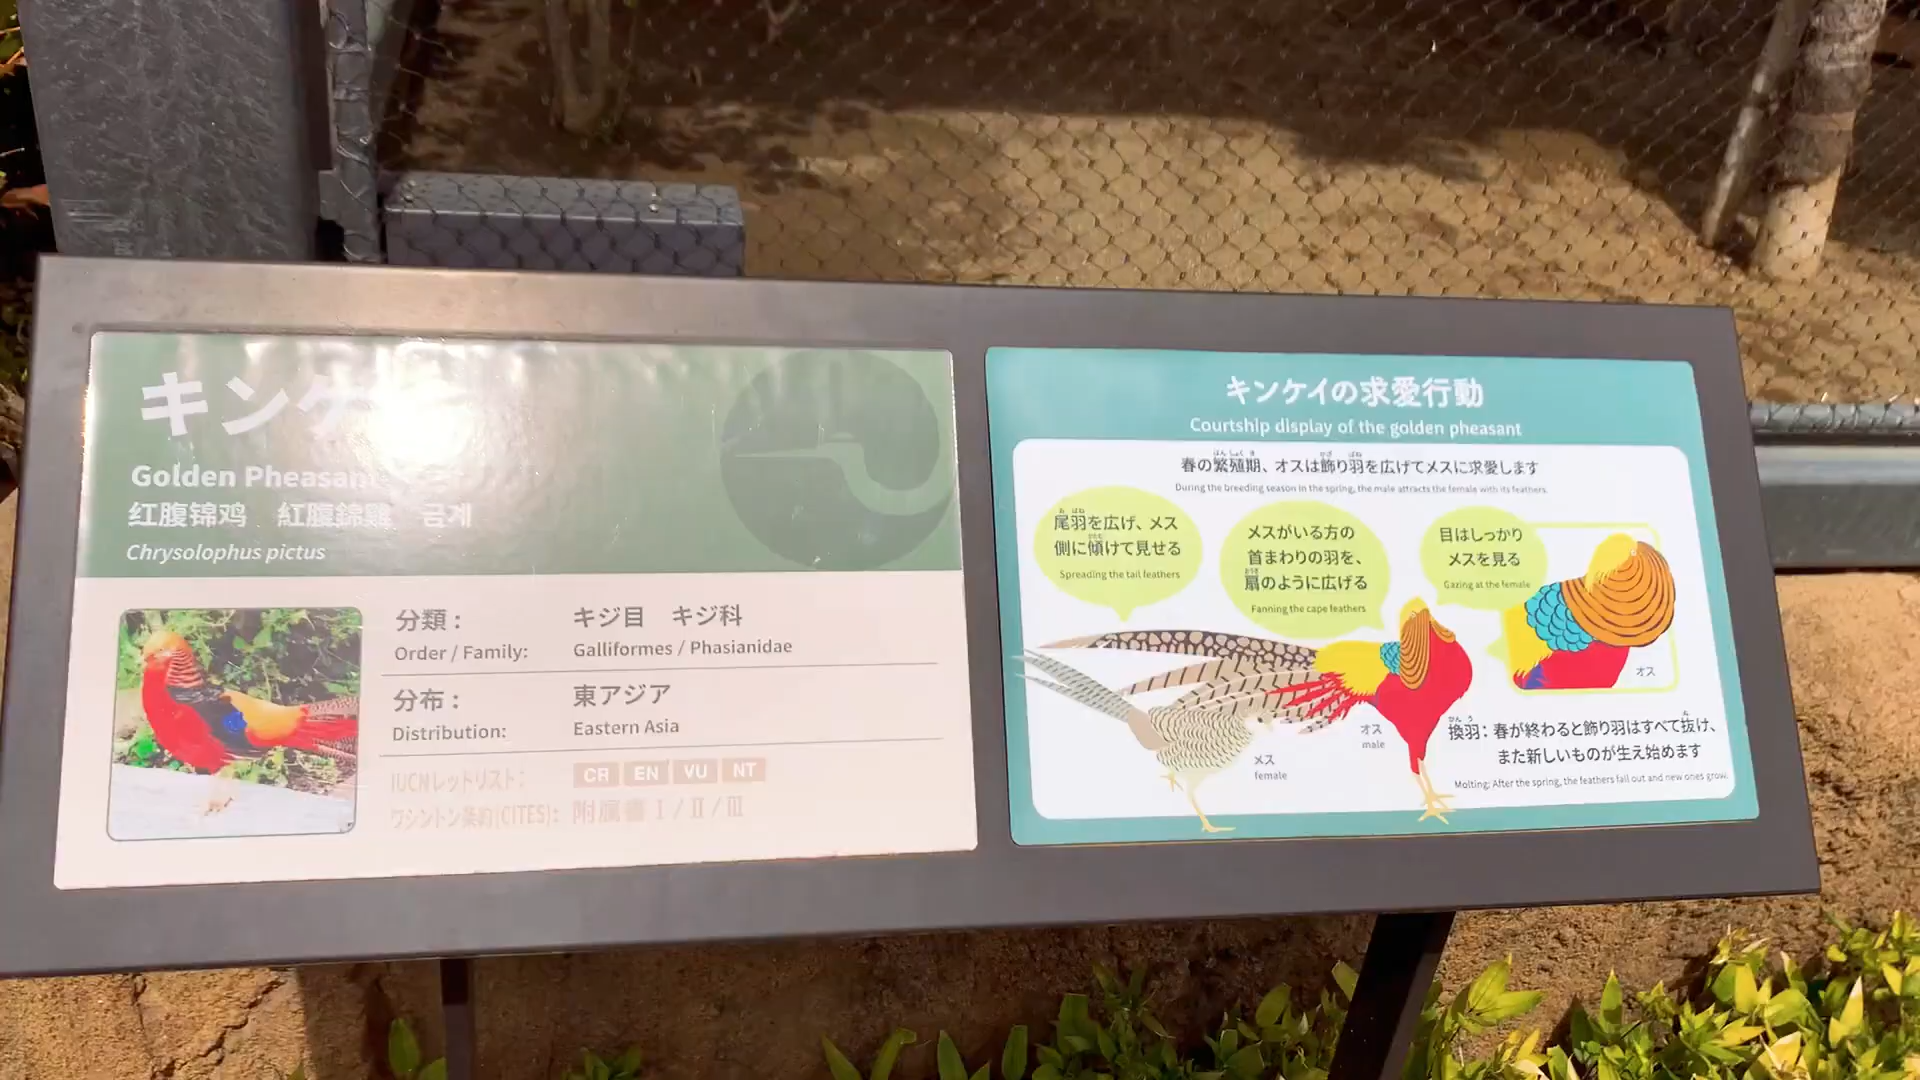 キンケ
Golden Pheasant
红腹锦鸡 紅腹錦雞 금계
Chrysolophus pictus
分類：
キジ目 キジ科
Order / Family:
Galliformes / Phasianidae
分布：
東アジア
Distribution:
Eastern Asia
IUCNレッドリスト：
CR EN VU NT
ワシントン条約(CITES)：
附属書 Ⅰ / Ⅱ / Ⅲ
キンケイの求愛行動
Courtship display of the golden pheasant
春の繁殖期、オスは飾り羽を広げてメスに求愛します
During the breeding season in the spring, the male attracts the female with its feathers.
尾羽を広げ、メス
側に傾けて見せる
Spreading the tail feathers
メスがいる方の
首まわりの羽を、
扇のように広げる
Fanning the cape feathers
目はしっかり
メスを見る
Gazing at the female
オス
オス
male
メス
female
換羽：春が終わると飾り羽はすべて抜け、
また新しいものが生え始めます
Molting: After the spring, the feathers fall out and new ones grow.